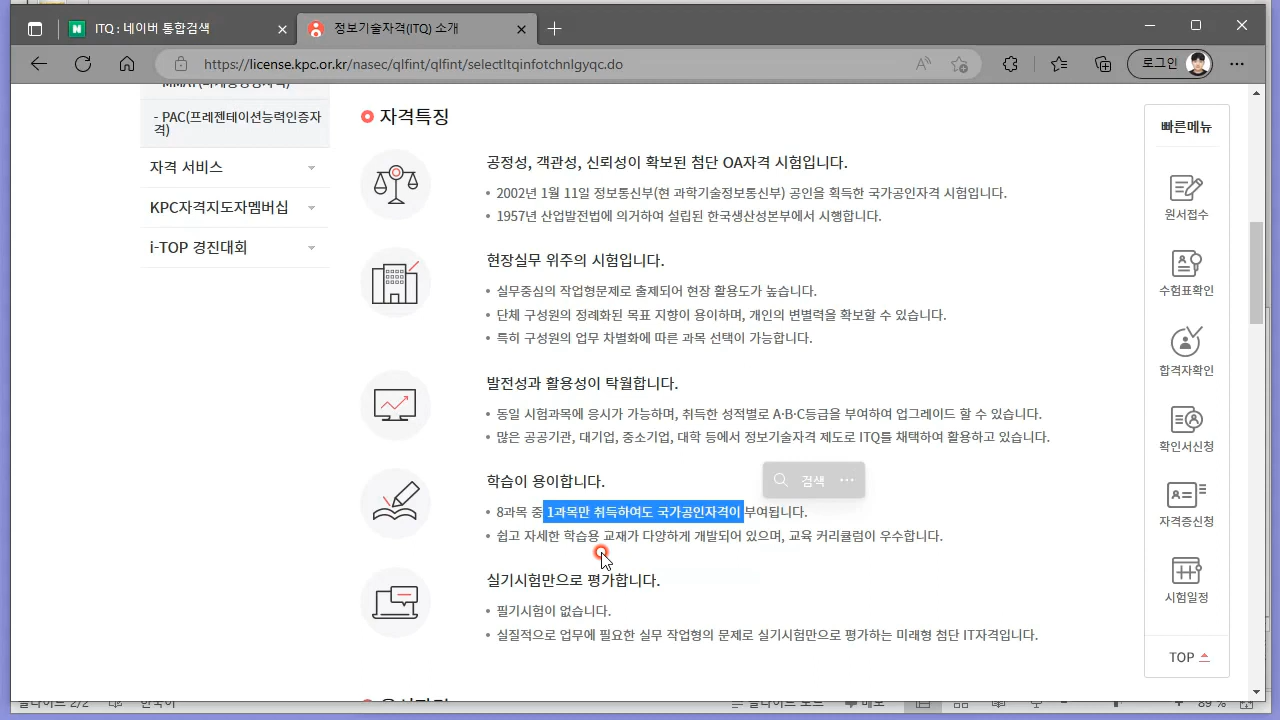 ITQ : 네이버 통합검색
정보기술자격(ITQ) 소개
https://license.kpc.or.kr/nasec/qlfint/qlfint/selectItqinfotchnlgyqc.do
로그인
- PAC(프레젠테이션능력인증자격)
자격 서비스
KPC자격지도자멤버십
i-TOP 경진대회
자격특징
공정성, 객관성, 신뢰성이 확보된 첨단 OA자격 시험입니다.
• 2002년 1월 11일 정보통신부(현 과학기술정보통신부) 공인을 획득한 국가공인자격 시험입니다.
• 1957년 산업발전법에 의거하여 설립된 한국생산성본부에서 시행합니다.
현장실무 위주의 시험입니다.
• 실무중심의 작업형문제로 출제되어 현장 활용도가 높습니다.
• 단체 구성원의 정례화된 목표 지향이 용이하며, 개인의 변별력을 확보할 수 있습니다.
• 특히 구성원의 업무 차별화에 따른 과목 선택이 가능합니다.
발전성과 활용성이 탁월합니다.
• 동일 시험과목에 응시가 가능하며, 취득한 성적별로 A·B·C등급을 부여하여 업그레이드 할 수 있습니다.
• 많은 공공기관, 대기업, 중소기업, 대학 등에서 정보기술자격 제도로 ITQ를 채택하여 활용하고 있습니다.
학습이 용이합니다.
검색
• 8과목 중 1과목만 취득하여도 국가공인자격이 부여됩니다.
• 쉽고 자세한 학습용 교재가 다양하게 개발되어 있으며, 교육 커리큘럼이 우수합니다.
실기시험만으로 평가합니다.
• 필기시험이 없습니다.
• 실질적으로 업무에 필요한 실무 작업형의 문제로 실기시험만으로 평가하는 미래형 첨단 IT자격입니다.
빠른메뉴
원서접수
수험표확인
합격자확인
확인서신청
자격증신청
시험일정
TOP